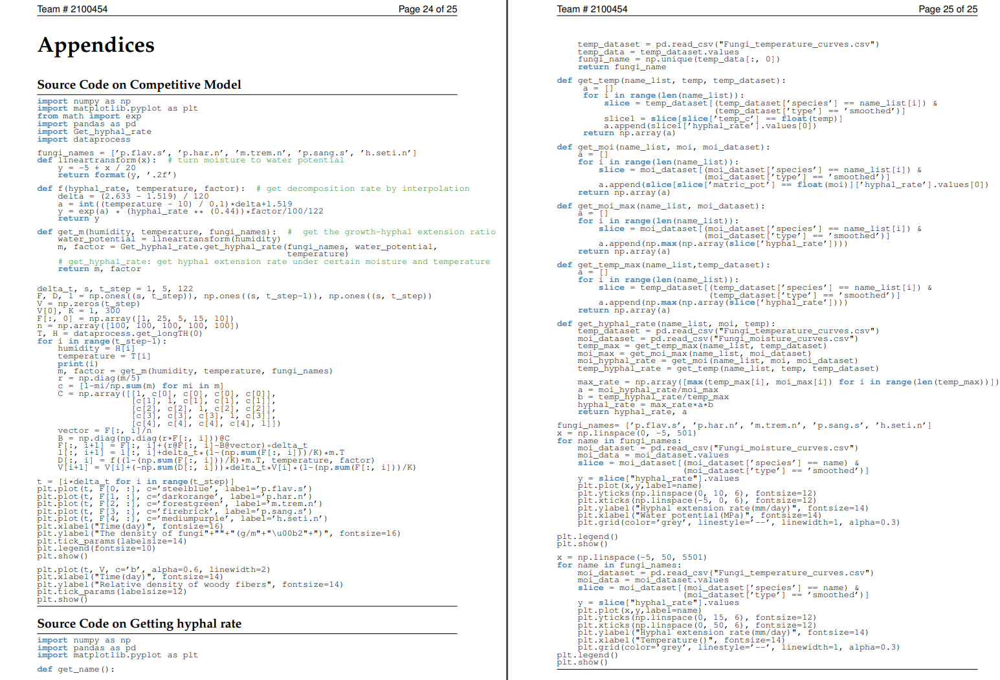 Team # 2100454
Page 24 of 25
Appendices
Source Code on Competitive Model
import numpy as np
import matplotlib.pyplot as plt
from math import exp
import pandas as pd
import Get_hyphal_rate
import dataprocess
fungi_names = ['p.flav.s', 'p.har.n', 'm.trem.n', 'p.sang.s', 'h.seti.n']
def lineartransform(x):  # turn moisture to water potential
    y = -5 + x / 20
    return format(y, '.2f')
def f(hyphal_rate, temperature, factor):  # get decomposition rate by interpolation
    delta = (2.633 - 1.519) / 120
    a = int((temperature - 10) / 0.1)*delta+1.519
    y = exp(a) * (hyphal_rate ** (0.44))*factor/100/122
    return y
def get_m(humidity, temperature, fungi_names):  #  get the growth-hyphal extension ratio
    water_potential = lineartransform(humidity)
    m, factor = Get_hyphal_rate.get_hyphal_rate(fungi_names, water_potential,
                                                temperature)
    # get_hyphal_rate: get hyphal extension rate under certain moisture and temperature
    return m, factor
delta_t, s, t_step = 1, 5, 122
F, D, l = np.ones((s, t_step)), np.ones((s, t_step-1)), np.ones((s, t_step))
V = np.zeros(t_step)
V[0], K = 1, 300
F[:, 0] = np.array([1, 25, 5, 15, 10])
n = np.array([100, 100, 100, 100, 100])
T, H = dataprocess.get_longTH(0)
for i in range(t_step-1):
    humidity = H[i]
    temperature = T[i]
    print(i)
    m, factor = get_m(humidity, temperature, fungi_names)
    r = np.diag(m/5)
    c = [1-mi/np.sum(m) for mi in m]
    C = np.array([[1, c[0], c[0], c[0], c[0]],
                  [c[1], 1, c[1], c[1], c[1]],
                  [c[2], c[2], 1, c[2], c[2]],
                  [c[3], c[3], c[3], 1, c[3]],
                  [c[4], c[4], c[4], c[4], 1]])
    vector = F[:, i]/n
    B = np.diag(np.diag(r*F[:, i]))@C
    F[:, i+1] = F[:, i]+(r@F[:, i]-B@vector)*delta_t
    l[:, i+1] = l[:, i]+delta_t*(1-(np.sum(F[:, i]))/K)*m.T
    D[:, i] = f((1-(np.sum(F[:, i]))/K)*m.T, temperature, factor)
    V[i+1] = V[i]+(-np.sum(D[:, i]))*delta_t*V[i]*(1-(np.sum(F[:, i]))/K)
t = [i*delta_t for i in range(t_step)]
plt.plot(t, F[0, :], c='steelblue', label='p.flav.s')
plt.plot(t, F[1, :], c='darkorange', label='p.har.n')
plt.plot(t, F[2, :], c='forestgreen', label='m.trem.n')
plt.plot(t, F[3, :], c='firebrick', label='p.sang.s')
plt.plot(t, F[4, :], c='mediumpurple', label='h.seti.n')
plt.xlabel("Time(day)", fontsize=16)
plt.ylabel("The density of fungi"+""+"(g/m"+"\u00b2"+")", fontsize=16)
plt.tick_params(labelsize=14)
plt.legend(fontsize=10)
plt.show()
plt.plot(t, V, c='b', alpha=0.6, linewidth=2)
plt.xlabel("Time(day)", fontsize=14)
plt.ylabel("Relative density of woody fibers", fontsize=14)
plt.tick_params(labelsize=12)
plt.show()
Source Code on Getting hyphal rate
import numpy as np
import pandas as pd
import matplotlib.pyplot as plt
def get_name():
Team # 2100454
Page 25 of 25
    temp_dataset = pd.read_csv("Fungi_temperature_curves.csv")
    temp_data = temp_dataset.values
    fungi_name = np.unique(temp_data[:, 0])
    return fungi_name
def get_temp(name_list, temp, temp_dataset):
     a = []
     for i in range(len(name_list)):
         slice = temp_dataset[(temp_dataset['species'] == name_list[i]) &
                              (temp_dataset['type'] == 'smoothed')]
         slice1 = slice[slice['temp_c'] == float(temp)]
         a.append(slice1['hyphal_rate'].values[0])
     return np.array(a)
def get_moi(name_list, moi, moi_dataset):
    a = []
    for i in range(len(name_list)):
        slice = moi_dataset[(moi_dataset['species'] == name_list[i]) &
                            (moi_dataset['type'] == 'smoothed')]
        a.append(slice[slice['matric_pot'] == float(moi)]['hyphal_rate'].values[0])
    return np.array(a)
def get_moi_max(name_list, moi_dataset):
    a = []
    for i in range(len(name_list)):
        slice = moi_dataset[(moi_dataset['species'] == name_list[i]) &
                            (moi_dataset['type'] == 'smoothed')]
        a.append(np.max(np.array(slice['hyphal_rate'])))
    return np.array(a)
def get_temp_max(name_list,temp_dataset):
    a = []
    for i in range(len(name_list)):
        slice = temp_dataset[(temp_dataset['species'] == name_list[i]) &
                             (temp_dataset['type'] == 'smoothed')]
        a.append(np.max(np.array(slice['hyphal_rate'])))
    return np.array(a)
def get_hyphal_rate(name_list, moi, temp):
    temp_dataset = pd.read_csv("Fungi_temperature_curves.csv")
    moi_dataset = pd.read_csv("Fungi_moisture_curves.csv")
    temp_max = get_temp_max(name_list, temp_dataset)
    moi_max = get_moi_max(name_list, moi_dataset)
    moi_hyphal_rate = get_moi(name_list, moi, moi_dataset)
    temp_hyphal_rate = get_temp(name_list, temp, temp_dataset)
    max_rate = np.array([max(temp_max[i], moi_max[i]) for i in range(len(temp_max))])
    a = moi_hyphal_rate/moi_max
    b = temp_hyphal_rate/temp_max
    hyphal_rate = max_rate*a*b
    return hyphal_rate, a
fungi_names= ['p.flav.s', 'p.har.n', 'm.trem.n', 'p.sang.s', 'h.seti.n']
x = np.linspace(0, -5, 501)
for name in fungi_names:
    moi_dataset = pd.read_csv("Fungi_moisture_curves.csv")
    moi_data = moi_dataset.values
    slice = moi_dataset[(moi_dataset['species'] == name) &
                        (moi_dataset['type'] == 'smoothed')]
    y = slice["hyphal_rate"].values
    plt.plot(x,y,label=name)
    plt.yticks(np.linspace(0, 10, 6), fontsize=12)
    plt.xticks(np.linspace(-5, 0, 6), fontsize=12)
    plt.ylabel("Hyphal extension rate(mm/day)", fontsize=14)
    plt.xlabel("Water potential(MPa)", fontsize=14)
    plt.grid(color='grey', linestyle='--', linewidth=1, alpha=0.3)
plt.legend()
plt.show()
x = np.linspace(-5, 50, 5501)
for name in fungi_names:
    moi_dataset = pd.read_csv("Fungi_temperature_curves.csv")
    moi_data = moi_dataset.values
    slice = moi_dataset[(moi_dataset['species'] == name) &
                        (moi_dataset['type'] == 'smoothed')]
    y = slice["hyphal_rate"].values
    plt.plot(x,y,label=name)
    plt.yticks(np.linspace(0, 15, 6), fontsize=12)
    plt.xticks(np.linspace(0, 50, 6), fontsize=12)
    plt.ylabel("Hyphal extension rate(mm/day)", fontsize=14)
    plt.xlabel("Temperature()", fontsize=14)
    plt.grid(color='grey', linestyle='--', linewidth=1, alpha=0.3)
plt.legend()
plt.show()